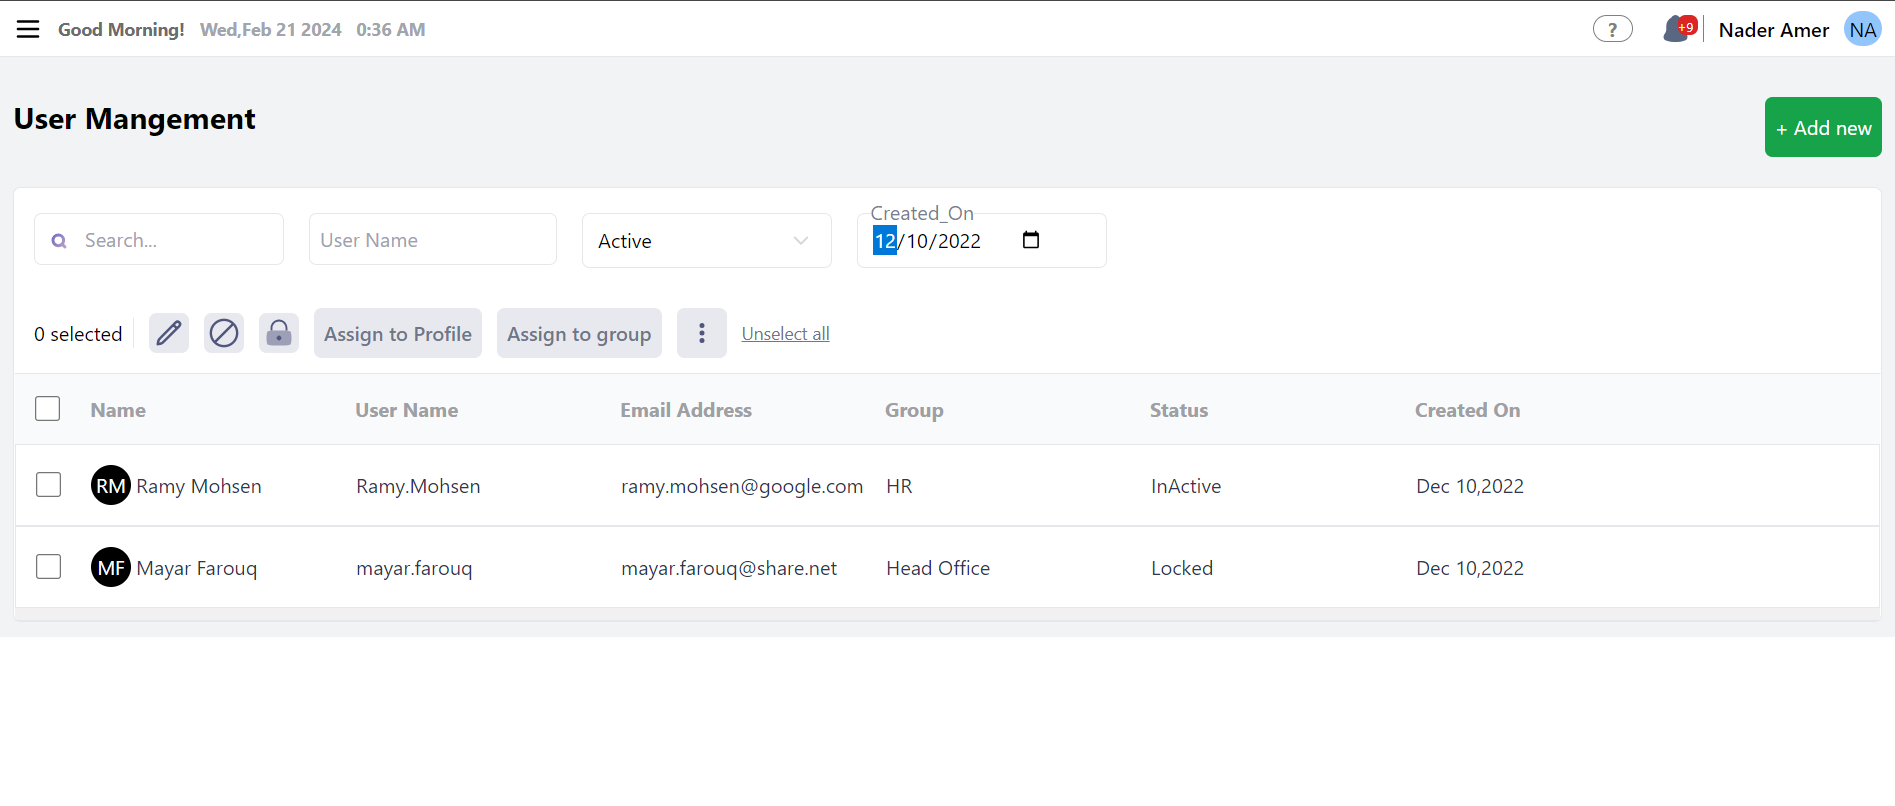 Good Morning! Wed,Feb 21 2024 0:36 AM ? +9 Nader Amer NA
User Mangement
+ Add new
Search... User Name Active Created_On 12/10/2022
0 selected Assign to Profile Assign to group Unselect all
Name User Name Email Address Group Status Created On
RM Ramy Mohsen Ramy.Mohsen ramy.mohsen@google.com HR InActive Dec 10,2022
MF Mayar Farouq mayar.farouq mayar.farouq@share.net Head Office Locked Dec 10,2022